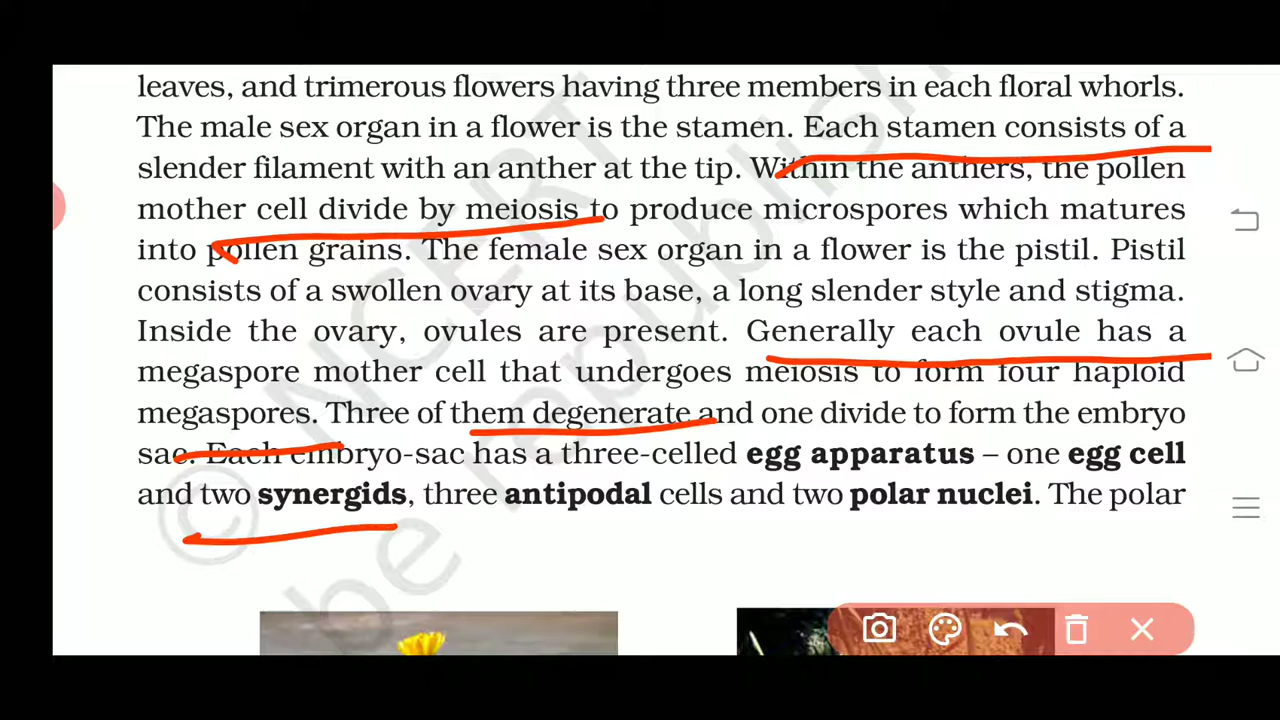 leaves, and trimerous flowers having three members in each floral whorls.
The male sex organ in a flower is the stamen. Each stamen consists of a
slender filament with an anther at the tip. Within the anthers, the pollen
mother cell divide by meiosis to produce microspores which matures
into pollen grains. The female sex organ in a flower is the pistil. Pistil
consists of a swollen ovary at its base, a long slender style and stigma.
Inside the ovary, ovules are present. Generally each ovule has a
megaspore mother cell that undergoes meiosis to form four haploid
megaspores. Three of them degenerate and one divide to form the embryo
sac. Each embryo-sac has a three-celled egg apparatus – one egg cell
and two synergids, three antipodal cells and two polar nuclei. The polar
© NCERT
be republish